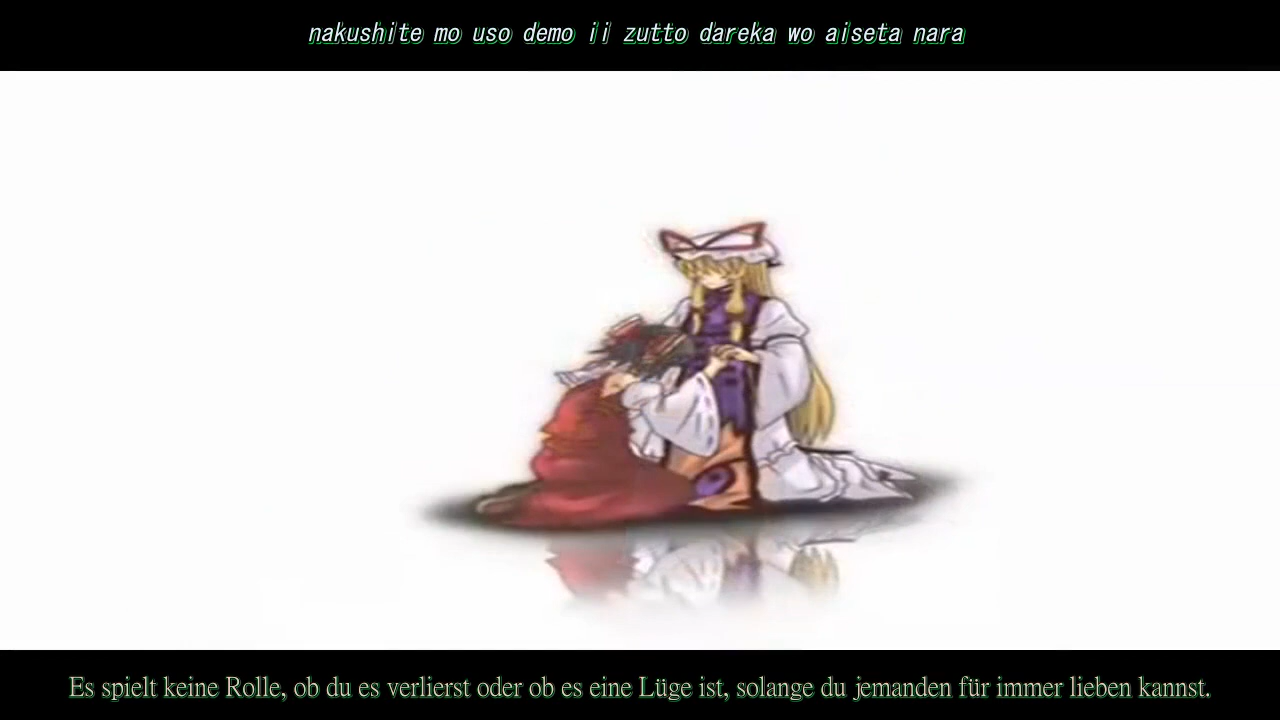 nakushite mo uso demo ii zutto dareka wo aiseta nara
Es spielt keine Rolle, ob du es verlierst oder ob es eine Lüge ist, solange du jemanden für immer lieben kannst.